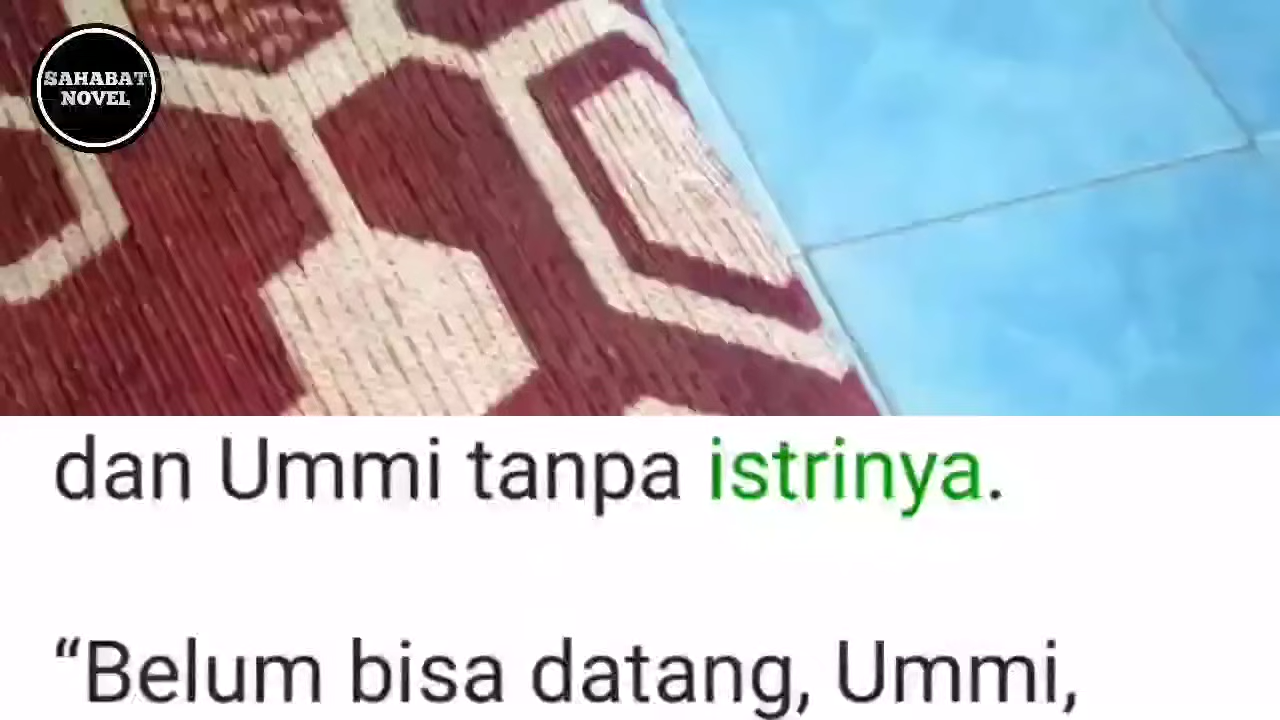 SAHABAT
NOVEL
dan Ummi tanpa istrinya.
“Belum bisa datang, Ummi,